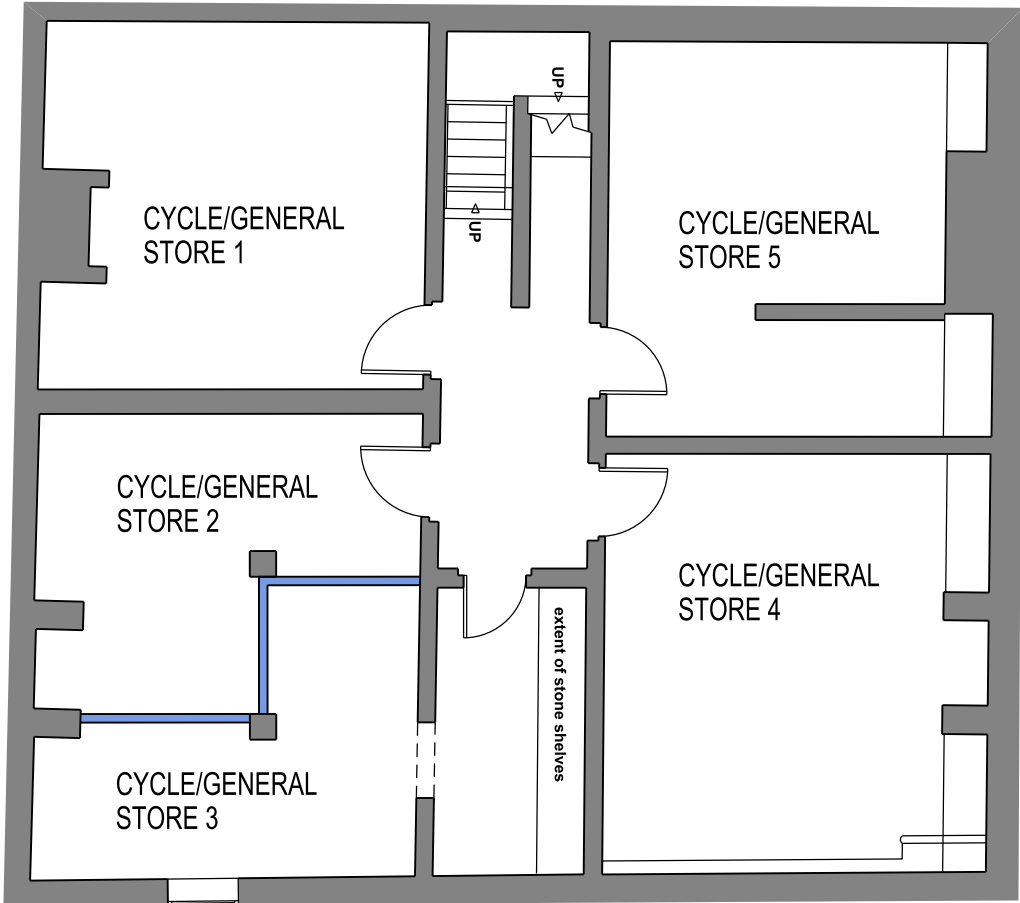 UP
CYCLE/GENERAL
STORE 1
UP
CYCLE/GENERAL
STORE 5
CYCLE/GENERAL
STORE 2
CYCLE/GENERAL
STORE 4
extent of stone shelves
CYCLE/GENERAL
STORE 3